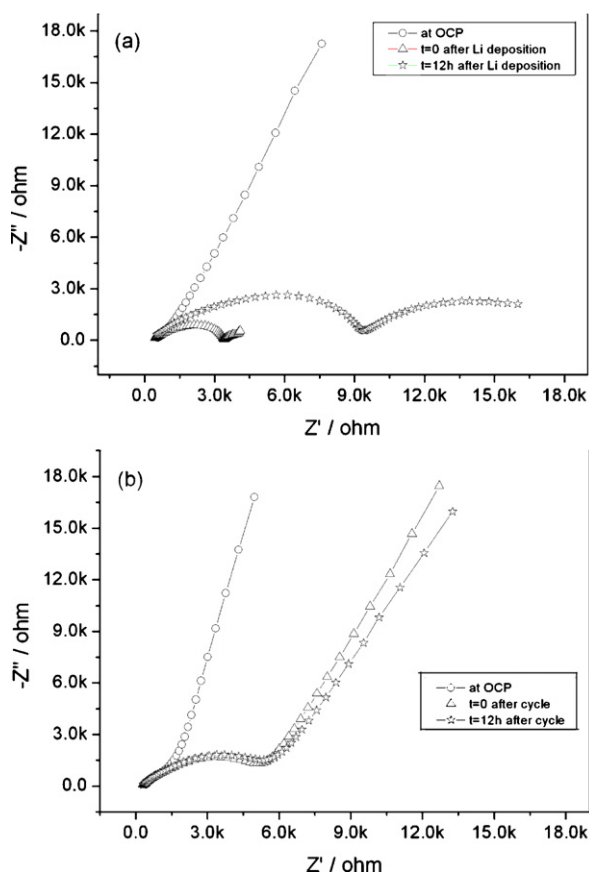 (a)
at OCP
t=0 after Li deposition
t=12h after Li deposition
18.0k
15.0k
12.0k
9.0k
6.0k
3.0k
0.0
-Z" / ohm
0.0 3.0k 6.0k 9.0k 12.0k 15.0k 18.0k
Z' / ohm
(b)
18.0k
15.0k
12.0k
9.0k
6.0k
3.0k
0.0
-Z" / ohm
at OCP
t=0 after cycle
t=12h after cycle
0.0 3.0k 6.0k 9.0k 12.0k 15.0k 18.0k
Z' / ohm